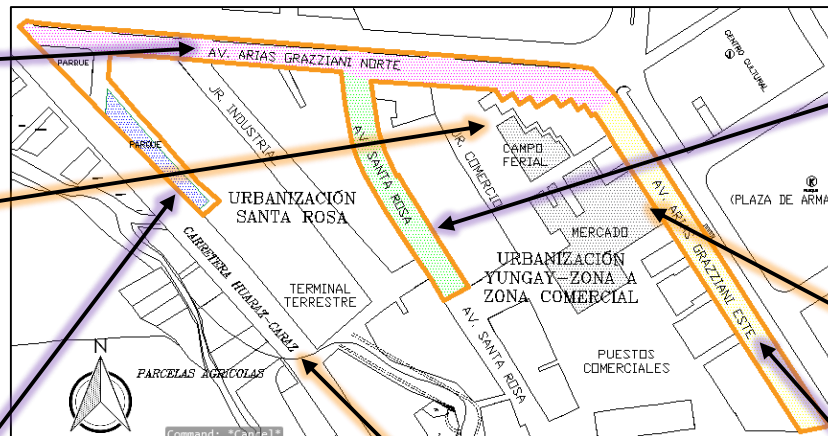 CENTRO CULTURAL
AV. ARIAS GRAZZIANI NORTE
PARQUE
JR. INDUSTRIA
PARQUE
AV. SANTA ROSA
JR. COMERCIO
CAMPO
FERIAL
AV. ARIAS GRAZZIANI ESTE
(PLAZA DE ARMA
URBANIZACIÓN
SANTA ROSA
MERCADO
URBANIZACIÓN
YUNGAY-ZONA A
ZONA COMERCIAL
CARRETERA HUARAZ-CARAZ
TERMINAL
TERRESTRE
AV. SANTA ROSA
PUESTOS
COMERCIALES
N
PARCELAS AGRICOLAS
Command: *Cancel*